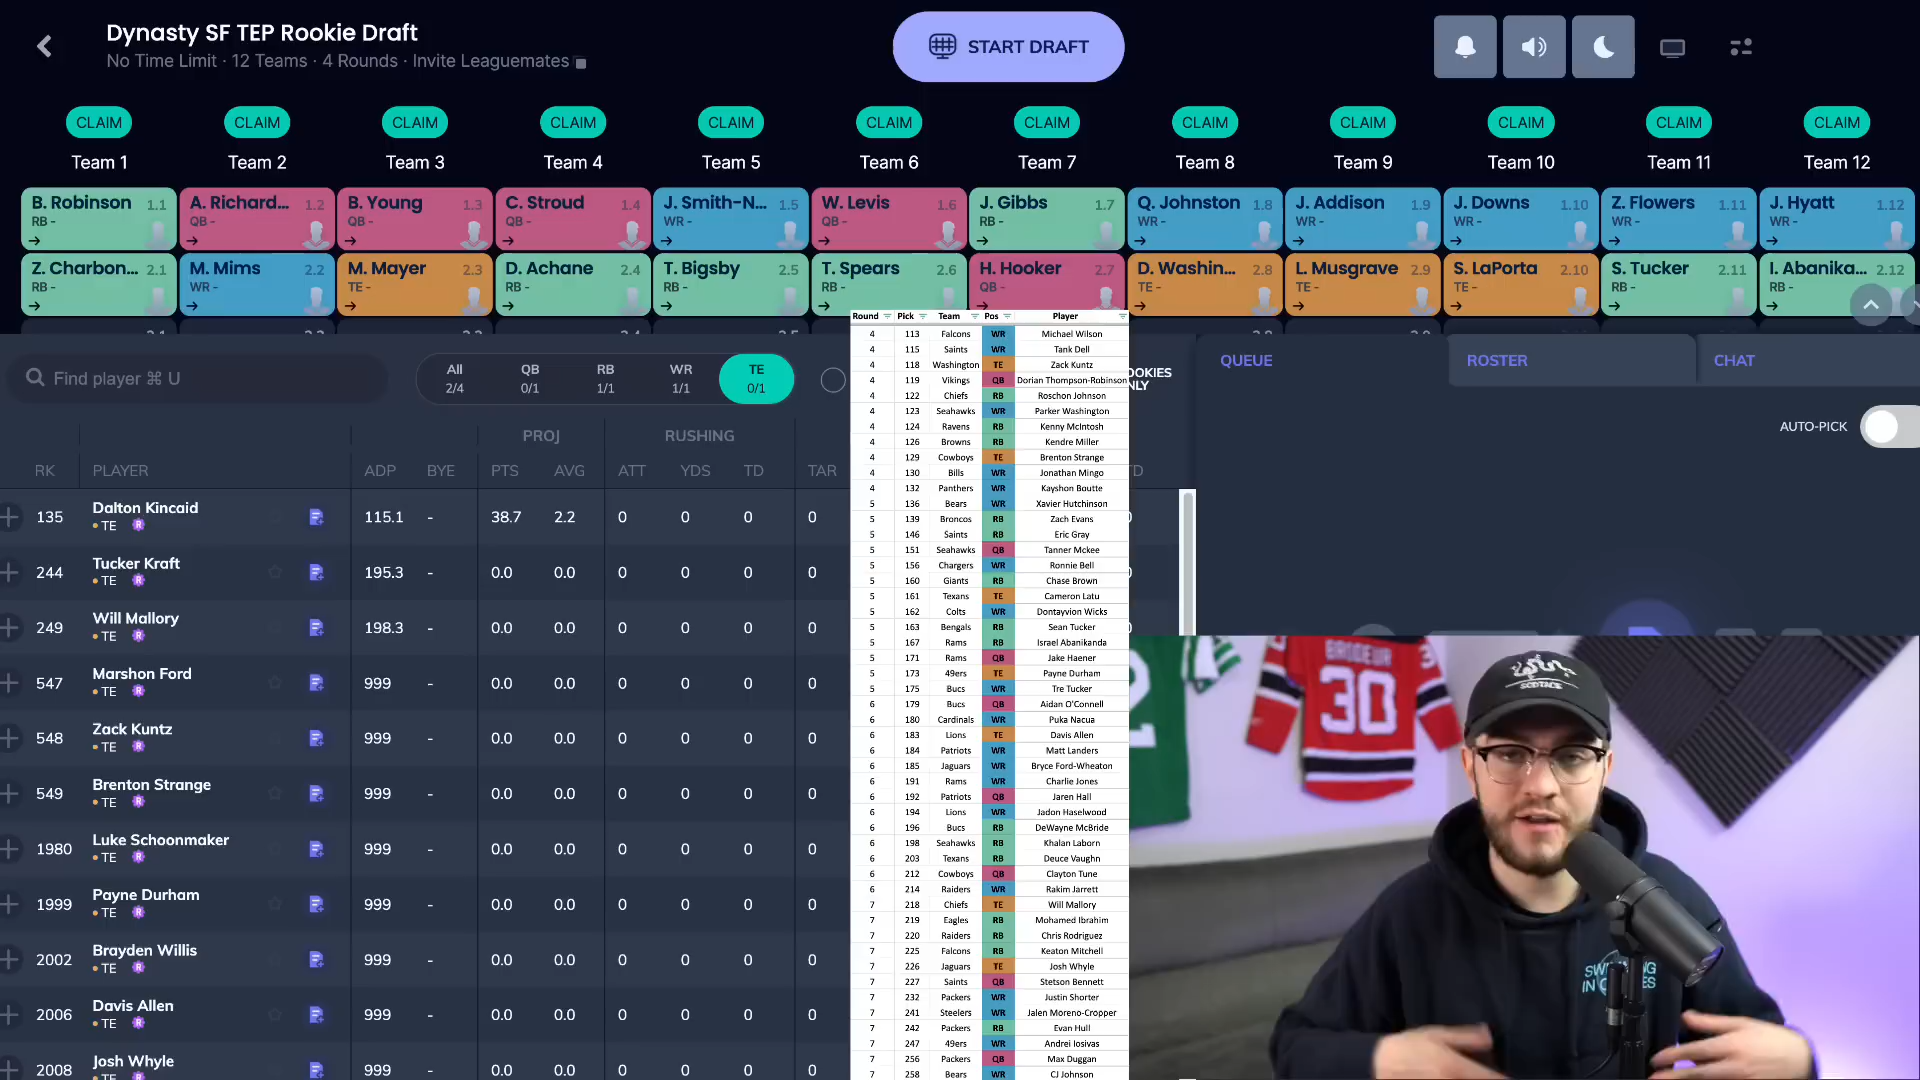 Dynasty SF TEP Rookie Draft
No Time Limit · 12 Teams · 4 Rounds · Invite Leaguemates
START DRAFT
CLAIM CLAIM CLAIM CLAIM CLAIM CLAIM CLAIM CLAIM CLAIM CLAIM CLAIM CLAIM
Team 1 Team 2 Team 3 Team 4 Team 5 Team 6 Team 7 Team 8 Team 9 Team 10 Team 11 Team 12
B. Robinson 1.1 A. Richard... 1.2 B. Young 1.3 C. Stroud 1.4 J. Smith-N... 1.5 W. Levis 1.6 J. Gibbs 1.7 Q. Johnston 1.8 J. Addison 1.9 J. Downs 1.10 Z. Flowers 1.11 J. Hyatt 1.12
RB - QB - QB - QB - WR - QB - RB - WR - WR - WR - WR - WR -
Z. Charbon... 2.1 M. Mims 2.2 M. Mayer 2.3 D. Achane 2.4 T. Bigsby 2.5 T. Spears 2.6 H. Hooker 2.7 D. Washin... 2.8 L. Musgrave 2.9 S. LaPorta 2.10 S. Tucker 2.11 I. Abanika... 2.12
RB - WR - TE - RB - RB - RB - QB - TE - TE - TE - RB - RB -
Find player ⌘ U
All QB RB WR TE
2/4 0/1 1/1 1/1 0/1
OOKIES
NLY
QUEUE ROSTER CHAT
AUTO-PICK
PROJ RUSHING
RK PLAYER ADP BYE PTS AVG ATT YDS TD TAR
135 Dalton Kincaid TE R 115.1 - 38.7 2.2 0 0 0 0
244 Tucker Kraft TE R 195.3 - 0.0 0.0 0 0 0 0
249 Will Mallory TE R 198.3 - 0.0 0.0 0 0 0 0
547 Marshon Ford TE R 999 - 0.0 0.0 0 0 0 0
548 Zack Kuntz TE R 999 - 0.0 0.0 0 0 0 0
549 Brenton Strange TE R 999 - 0.0 0.0 0 0 0 0
1980 Luke Schoonmaker TE R 999 - 0.0 0.0 0 0 0 0
1999 Payne Durham TE R 999 - 0.0 0.0 0 0 0 0
2002 Brayden Willis TE R 999 - 0.0 0.0 0 0 0 0
2006 Davis Allen TE R 999 - 0.0 0.0 0 0 0 0
2008 Josh Whyle TE R 999 - 0.0 0.0 0 0 0 0
Round Pick Team Pos Player
4 113 Falcons WR Michael Wilson
4 115 Saints WR Tank Dell
4 118 Washington TE Zack Kuntz
4 119 Vikings QB Dorian Thompson-Robinson
4 122 Chiefs RB Roschon Johnson
4 123 Seahawks WR Parker Washington
4 124 Ravens RB Kenny McIntosh
4 126 Browns RB Kendre Miller
4 129 Cowboys TE Brenton Strange
4 130 Bills WR Jonathan Mingo
4 132 Panthers WR Kayshon Boutte
5 136 Bears WR Xavier Hutchinson
5 139 Broncos RB Zach Evans
5 146 Saints RB Eric Gray
5 151 Seahawks QB Tanner Mckee
5 156 Chargers WR Ronnie Bell
5 160 Giants RB Chase Brown
5 161 Texans TE Cameron Latu
5 162 Colts WR Dontayvion Wicks
5 163 Bengals RB Sean Tucker
5 167 Rams RB Israel Abanikanda
5 171 Rams QB Jake Haener
5 173 49ers TE Payne Durham
5 175 Bucs WR Tre Tucker
5 179 Bucs QB Aidan O'Connell
6 180 Cardinals WR Puka Nacua
6 183 Lions TE Davis Allen
6 184 Patriots WR Matt Landers
6 185 Jaguars WR Bryce Ford-Wheaton
6 191 Rams WR Charlie Jones
6 192 Patriots QB Jaren Hall
6 194 Lions WR Jadon Haselwood
6 196 Bucs RB DeWayne McBride
6 198 Seahawks RB Khalan Laborn
6 203 Texans RB Deuce Vaughn
6 212 Cowboys QB Clayton Tune
6 214 Raiders WR Rakim Jarrett
7 218 Chiefs TE Will Mallory
7 219 Eagles RB Mohamed Ibrahim
7 220 Raiders RB Chris Rodriguez
7 225 Falcons RB Keaton Mitchell
7 226 Jaguars TE Josh Whyle
7 227 Saints QB Stetson Bennett
7 232 Packers WR Justin Shorter
7 241 Steelers WR Jalen Moreno-Cropper
7 242 Packers RB Evan Hull
7 247 49ers WR Andrei Iosivas
7 256 Packers QB Max Duggan
7 258 Bears WR CJ Johnson
BRODEUR
30